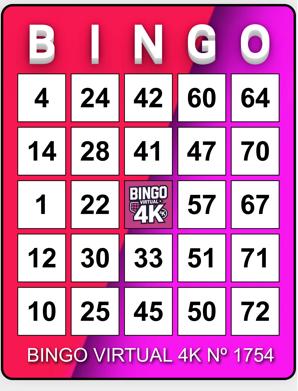 B I N G O
4 24 42 60 64
14 28 41 47 70
1 22 BINGO VIRTUAL 4K 57 67
12 30 33 51 71
10 25 45 50 72
BINGO VIRTUAL 4K Nº 1754